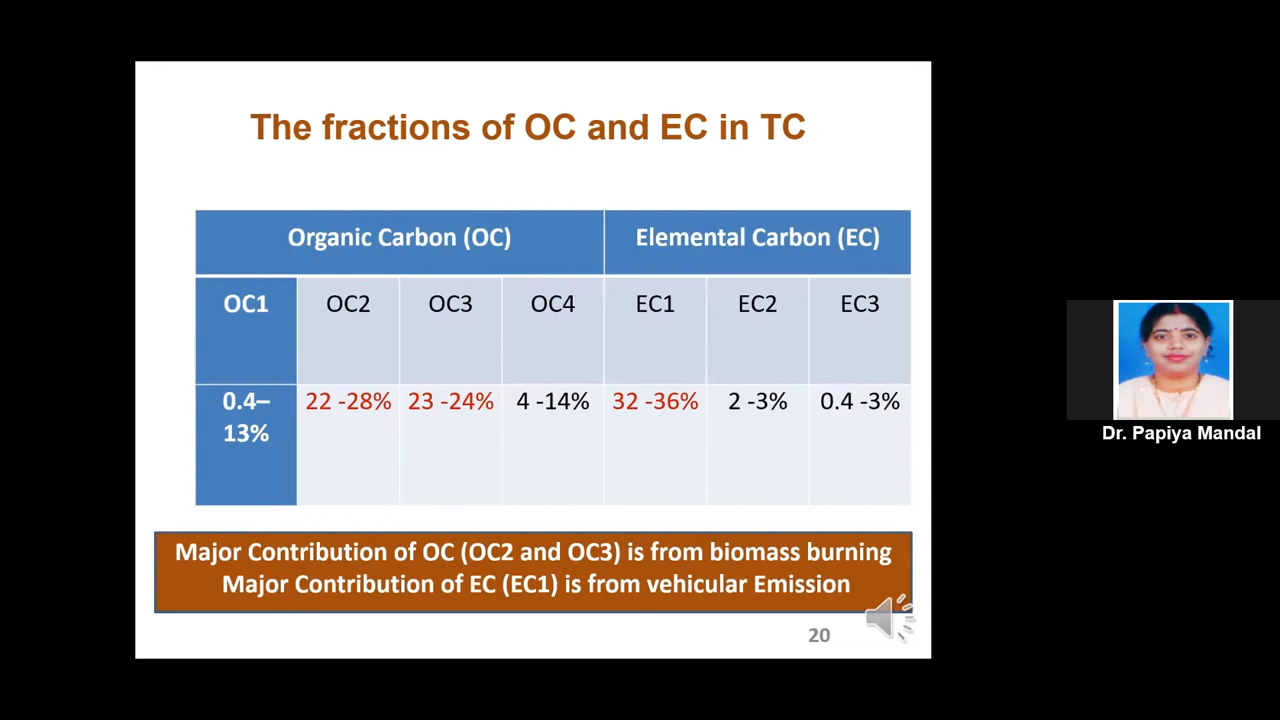 The fractions of OC and EC in TC
Organic Carbon (OC) Elemental Carbon (EC)
OC1 OC2 OC3 OC4 EC1 EC2 EC3
0.4– 22 -28% 23 -24% 4 -14% 32 -36% 2 -3% 0.4 -3%
13%
Major Contribution of OC (OC2 and OC3) is from biomass burning
Major Contribution of EC (EC1) is from vehicular Emission
20
Dr. Papiya Mandal